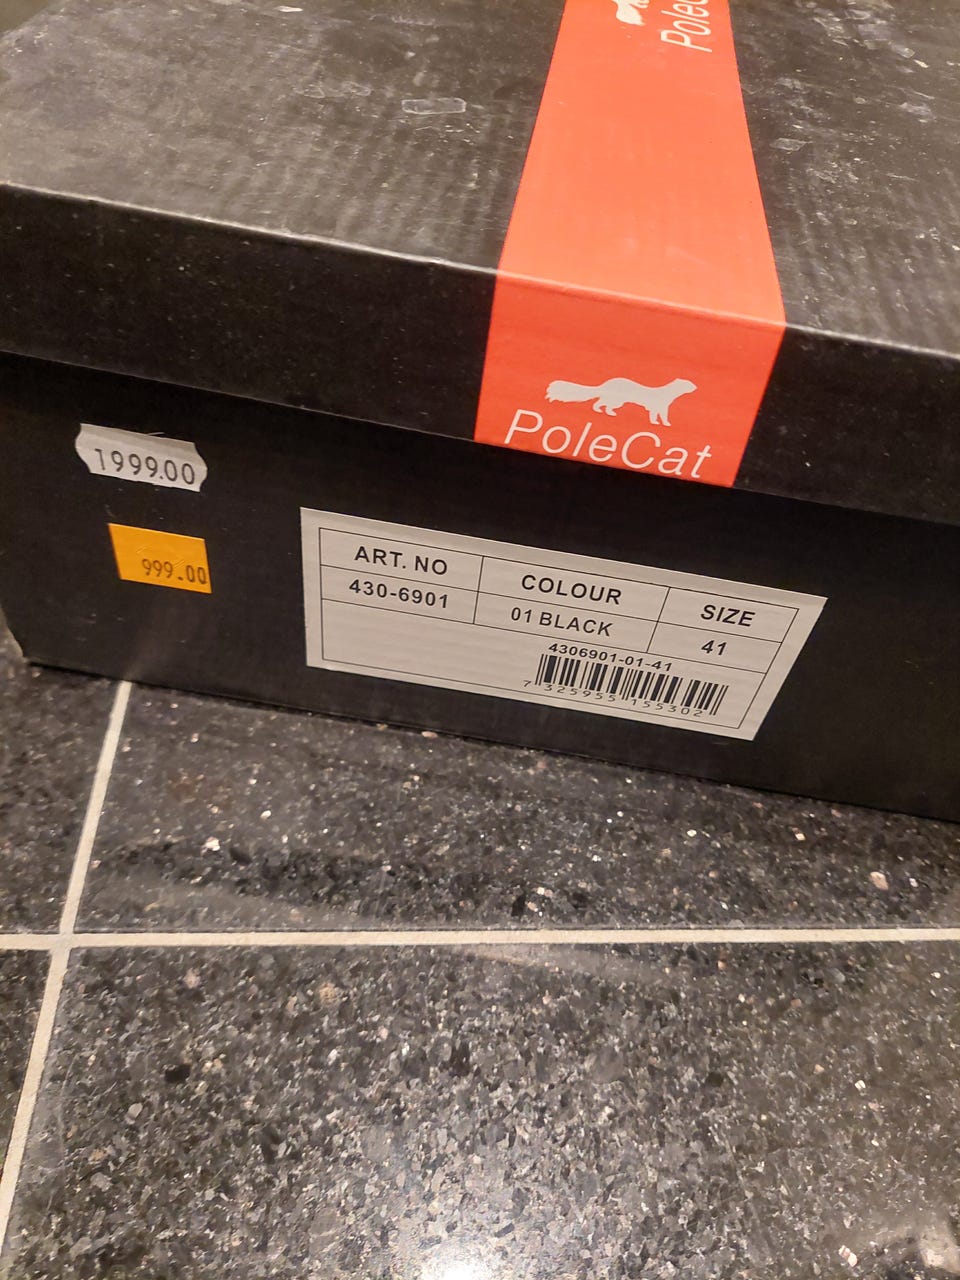 PoleC
PoleCat
1999.00
999.00
ART. NO
COLOUR
SIZE
430-6901
01 BLACK
41
4306901-01-41
7 325955 155302